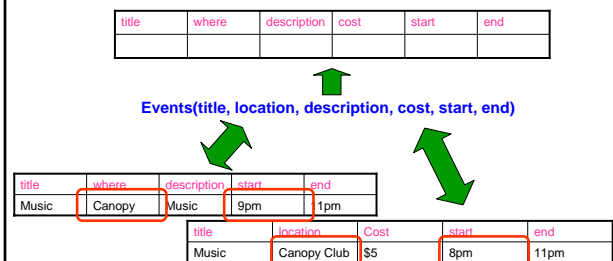 title where description cost start end
Events(title, location, description, cost, start, end)
title where description start end
Music Canopy Music 9pm 11pm
title location Cost start end
Music Canopy Club $5 8pm 11pm